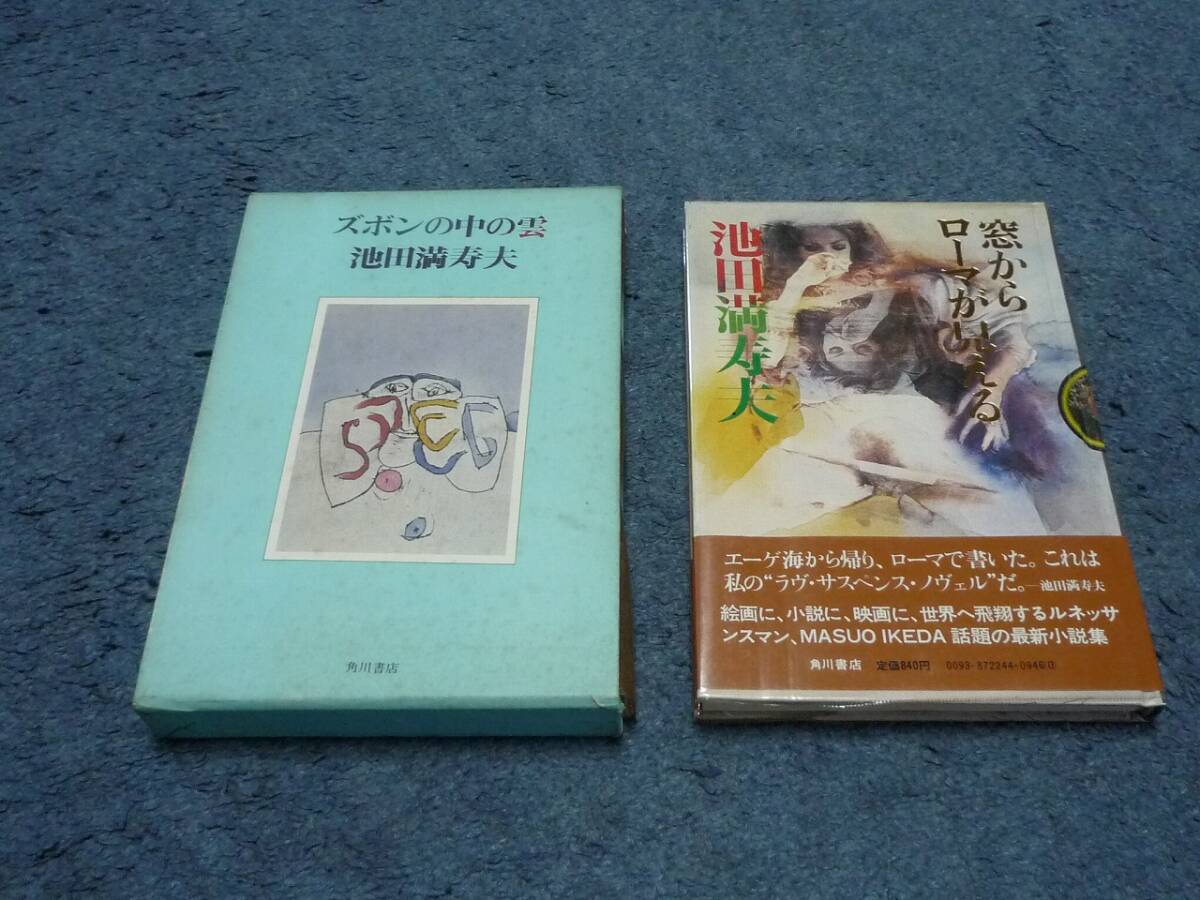 ズボンの中の雲
池田満寿夫
角川書店
窓から
ローマが見える
池田満寿夫
エーゲ海から帰り、ローマで書いた。これは
私の“ラヴ・サスペンス・ノヴェル”だ。—池田満寿夫
絵画に、小説に、映画に、世界へ飛翔するルネッサ
ンスマン、MASUO IKEDA 話題の最新小説集
角川書店 定価840円 0093-872244-0946(0)